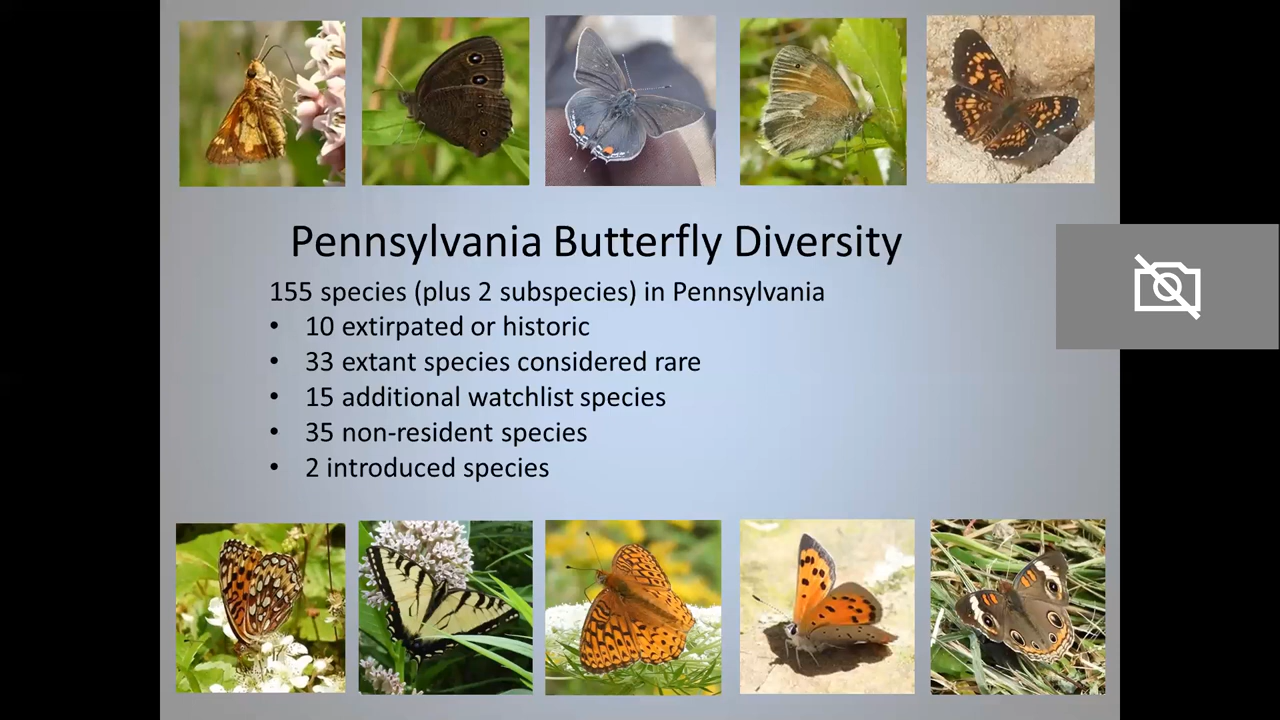 Pennsylvania Butterfly Diversity
155 species (plus 2 subspecies) in Pennsylvania
• 10 extirpated or historic
• 33 extant species considered rare
• 15 additional watchlist species
• 35 non-resident species
• 2 introduced species